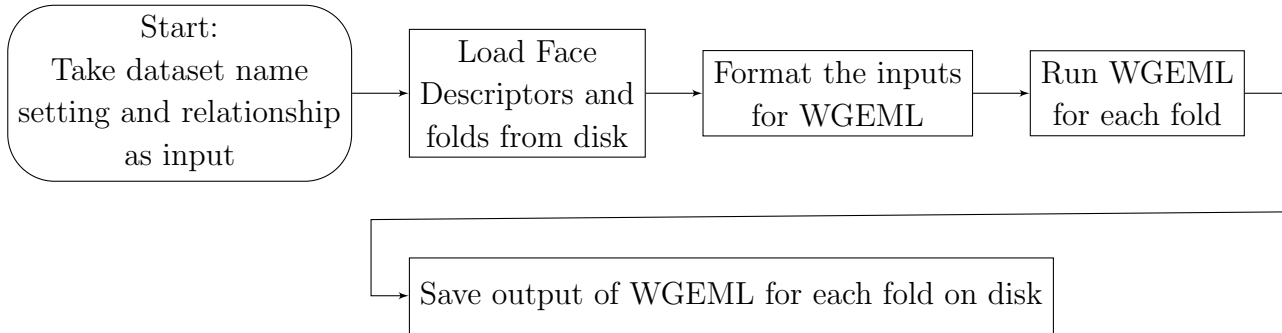 Start:
Take dataset name
setting and relationship
as input
Load Face
Descriptors and
folds from disk
Format the inputs
for WGEML
Run WGEML
for each fold
Save output of WGEML for each fold on disk